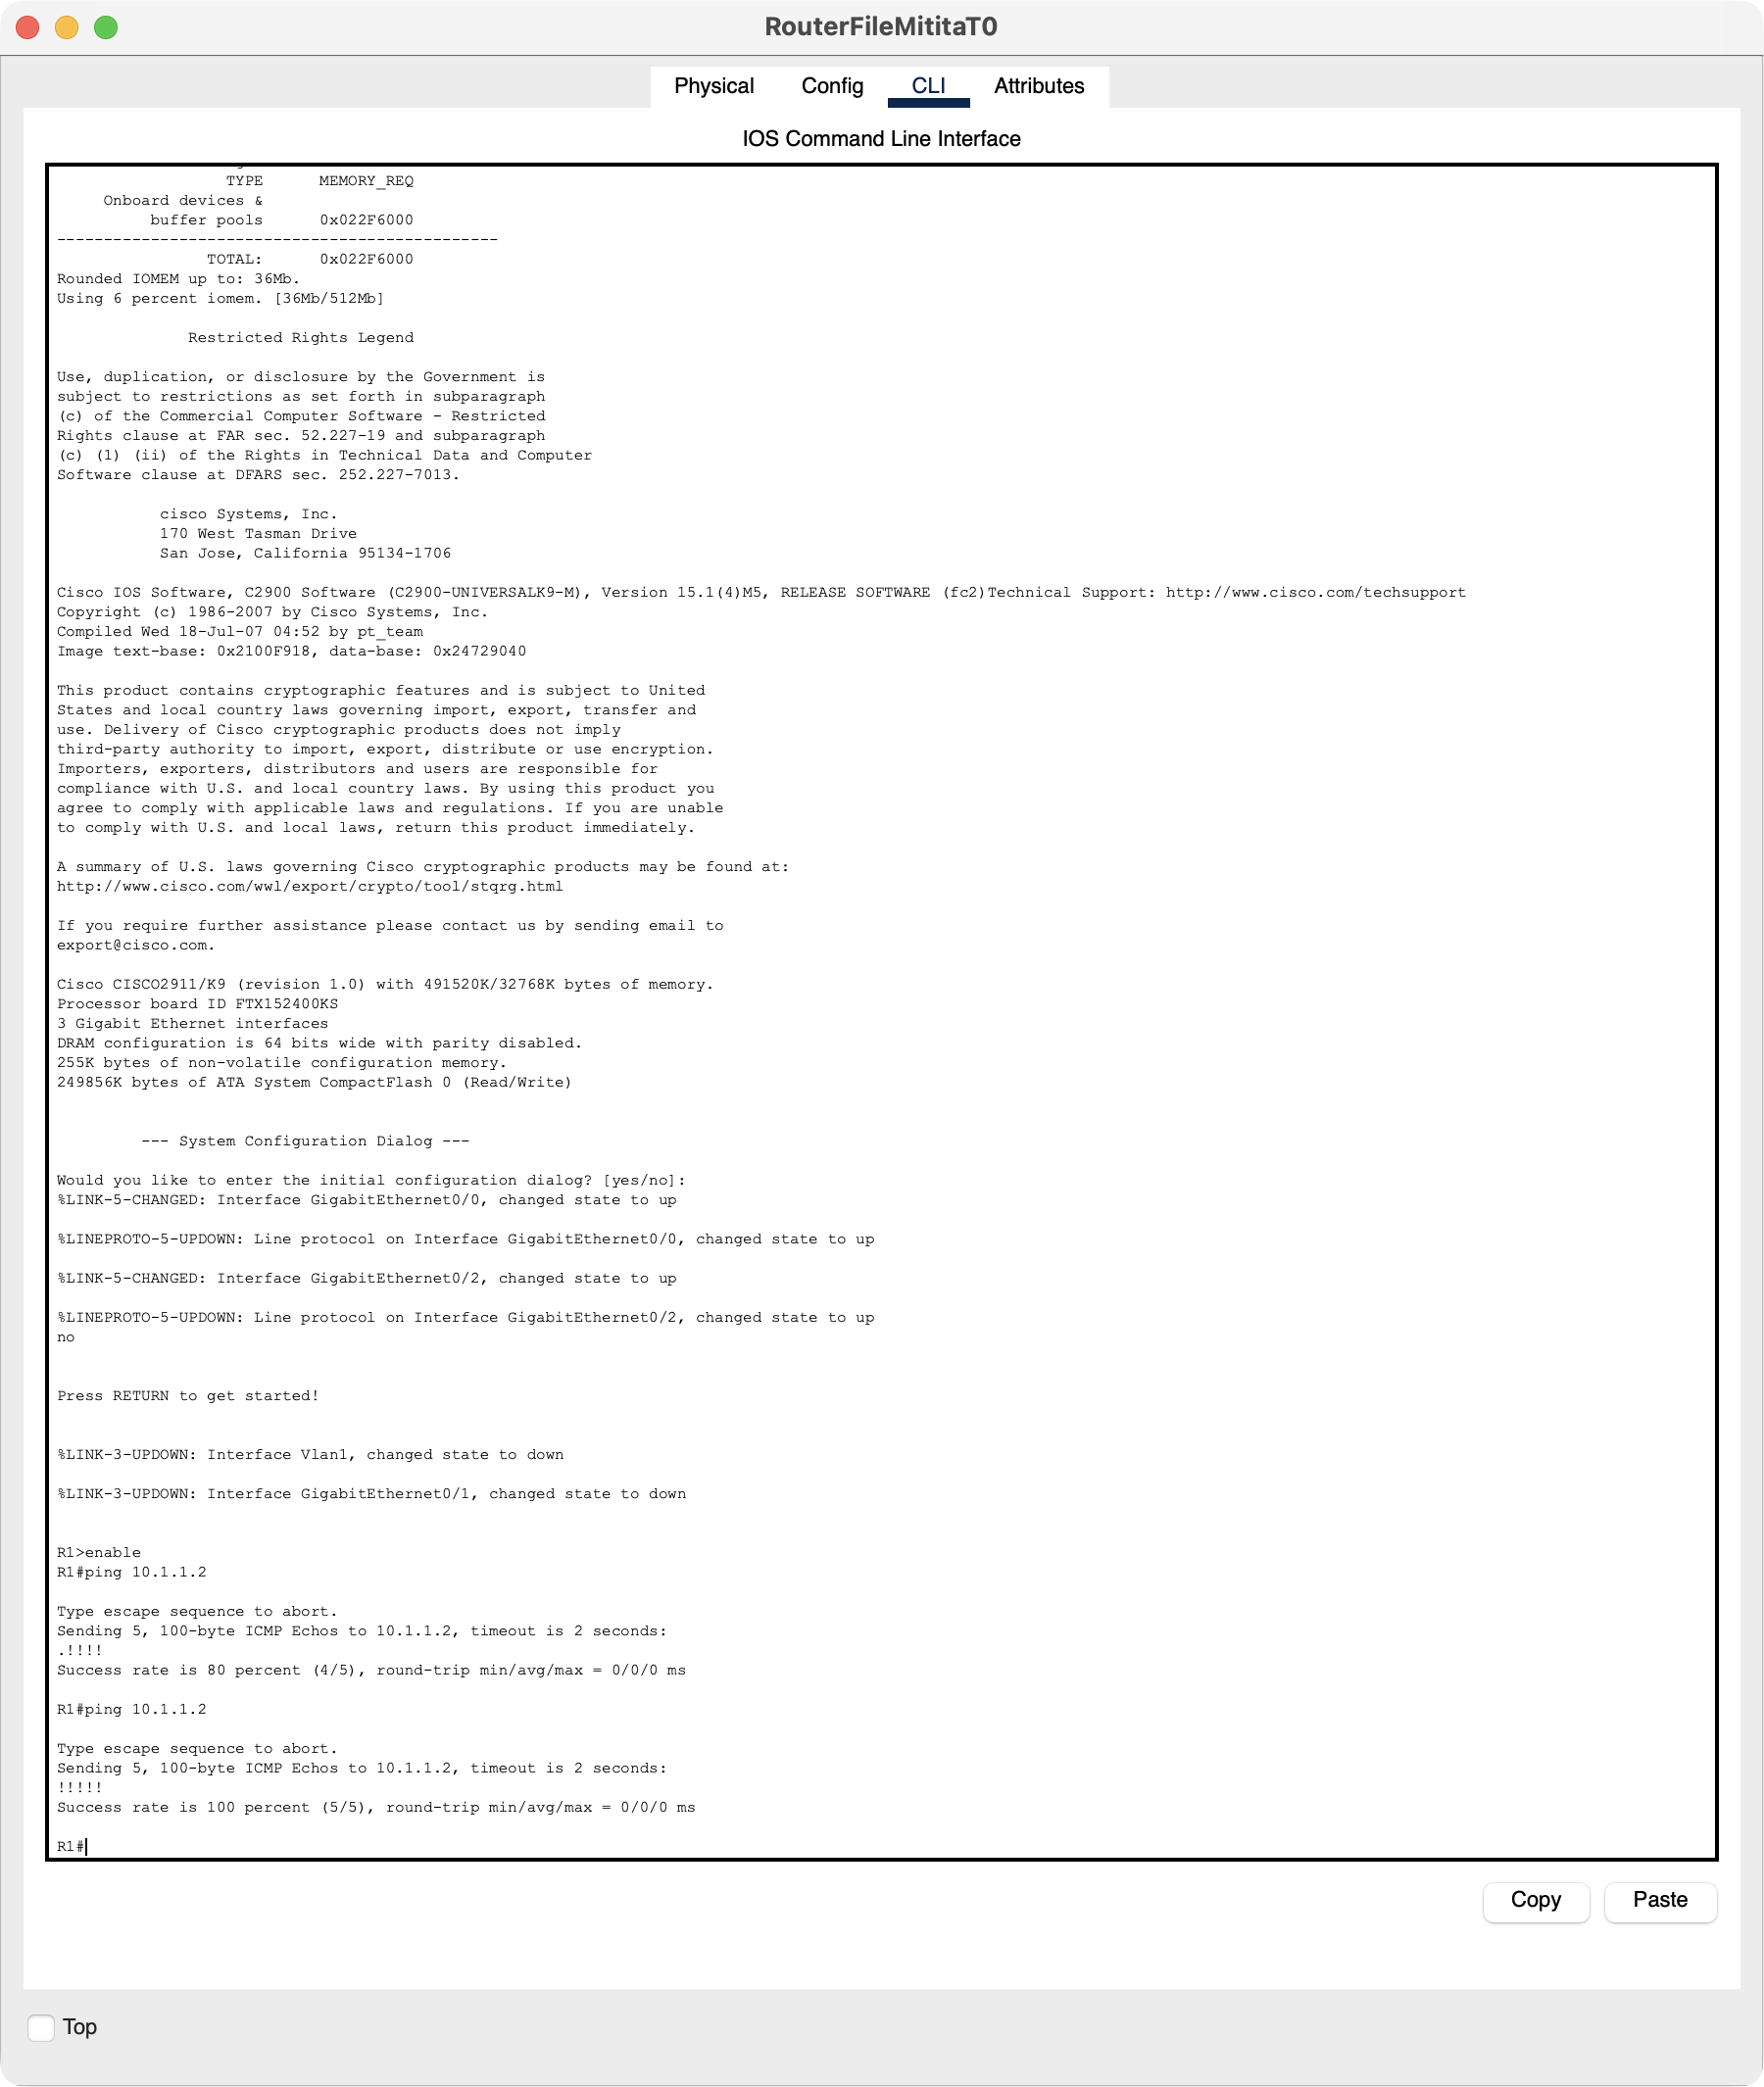 RouterFileMititaT0
Physical Config CLI Attributes
IOS Command Line Interface
TYPE MEMORY_REQ
Onboard devices &
buffer pools 0x022F6000
-----------------------------------------------
TOTAL: 0x022F6000
Rounded IOMEM up to: 36Mb.
Using 6 percent iomem. [36Mb/512Mb]
Restricted Rights Legend
Use, duplication, or disclosure by the Government is
subject to restrictions as set forth in subparagraph
(c) of the Commercial Computer Software - Restricted
Rights clause at FAR sec. 52.227-19 and subparagraph
(c) (1) (ii) of the Rights in Technical Data and Computer
Software clause at DFARS sec. 252.227-7013.
cisco Systems, Inc.
170 West Tasman Drive
San Jose, California 95134-1706
Cisco IOS Software, C2900 Software (C2900-UNIVERSALK9-M), Version 15.1(4)M5, RELEASE SOFTWARE (fc2)Technical Support: http://www.cisco.com/techsupport
Copyright (c) 1986-2007 by Cisco Systems, Inc.
Compiled Wed 18-Jul-07 04:52 by pt_team
Image text-base: 0x2100F918, data-base: 0x24729040
This product contains cryptographic features and is subject to United
States and local country laws governing import, export, transfer and
use. Delivery of Cisco cryptographic products does not imply
third-party authority to import, export, distribute or use encryption.
Importers, exporters, distributors and users are responsible for
compliance with U.S. and local country laws. By using this product you
agree to comply with applicable laws and regulations. If you are unable
to comply with U.S. and local laws, return this product immediately.
A summary of U.S. laws governing Cisco cryptographic products may be found at:
http://www.cisco.com/wwl/export/crypto/tool/stqrg.html
If you require further assistance please contact us by sending email to
export@cisco.com.
Cisco CISCO2911/K9 (revision 1.0) with 491520K/32768K bytes of memory.
Processor board ID FTX152400KS
3 Gigabit Ethernet interfaces
DRAM configuration is 64 bits wide with parity disabled.
255K bytes of non-volatile configuration memory.
249856K bytes of ATA System CompactFlash 0 (Read/Write)
--- System Configuration Dialog ---
Would you like to enter the initial configuration dialog? [yes/no]:
%LINK-5-CHANGED: Interface GigabitEthernet0/0, changed state to up
%LINEPROTO-5-UPDOWN: Line protocol on Interface GigabitEthernet0/0, changed state to up
%LINK-5-CHANGED: Interface GigabitEthernet0/2, changed state to up
%LINEPROTO-5-UPDOWN: Line protocol on Interface GigabitEthernet0/2, changed state to up
no
Press RETURN to get started!
%LINK-3-UPDOWN: Interface Vlan1, changed state to down
%LINK-3-UPDOWN: Interface GigabitEthernet0/1, changed state to down
R1>enable
R1#ping 10.1.1.2
Type escape sequence to abort.
Sending 5, 100-byte ICMP Echos to 10.1.1.2, timeout is 2 seconds:
.!!!!
Success rate is 80 percent (4/5), round-trip min/avg/max = 0/0/0 ms
R1#ping 10.1.1.2
Type escape sequence to abort.
Sending 5, 100-byte ICMP Echos to 10.1.1.2, timeout is 2 seconds:
!!!!!
Success rate is 100 percent (5/5), round-trip min/avg/max = 0/0/0 ms
R1#
Copy Paste
Top